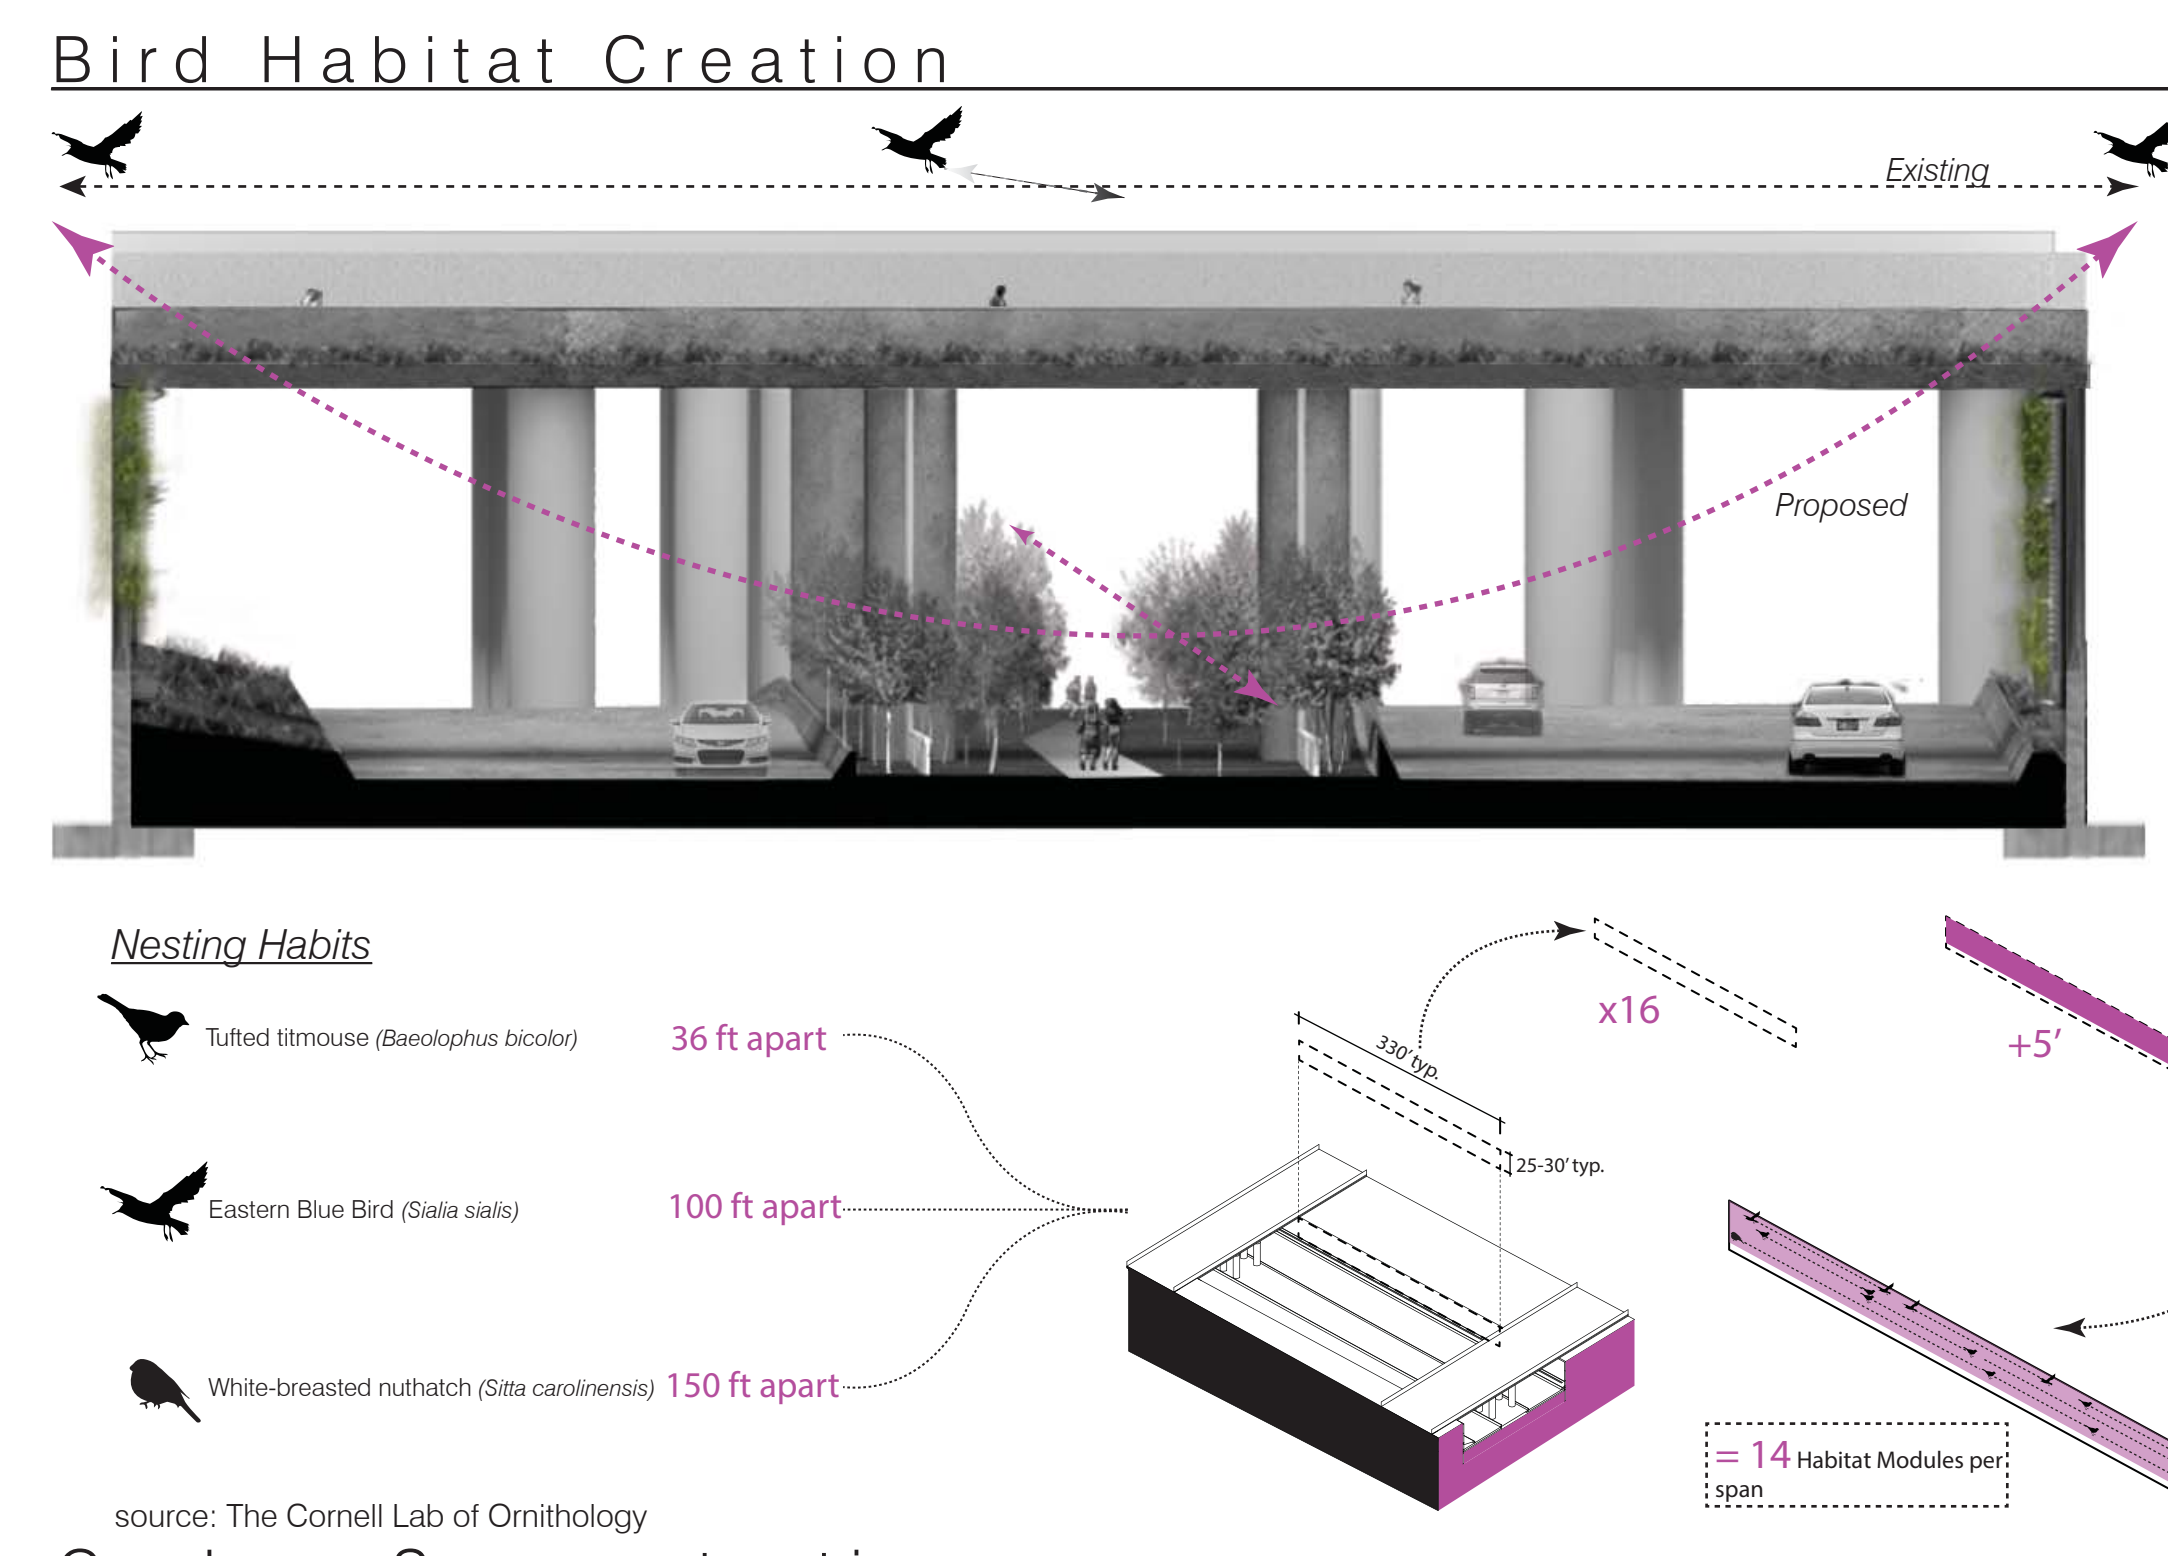 Bird Habitat Creation
Existing
Proposed
Nesting Habits
Tufted titmouse (Baeolophus bicolor) 36 ft apart
Eastern Blue Bird (Sialia sialis) 100 ft apart
White-breasted nuthatch (Sitta carolinensis) 150 ft apart
330' typ.
25-30' typ.
x16
+5'
= 14 Habitat Modules per
span
source: The Cornell Lab of Ornithology